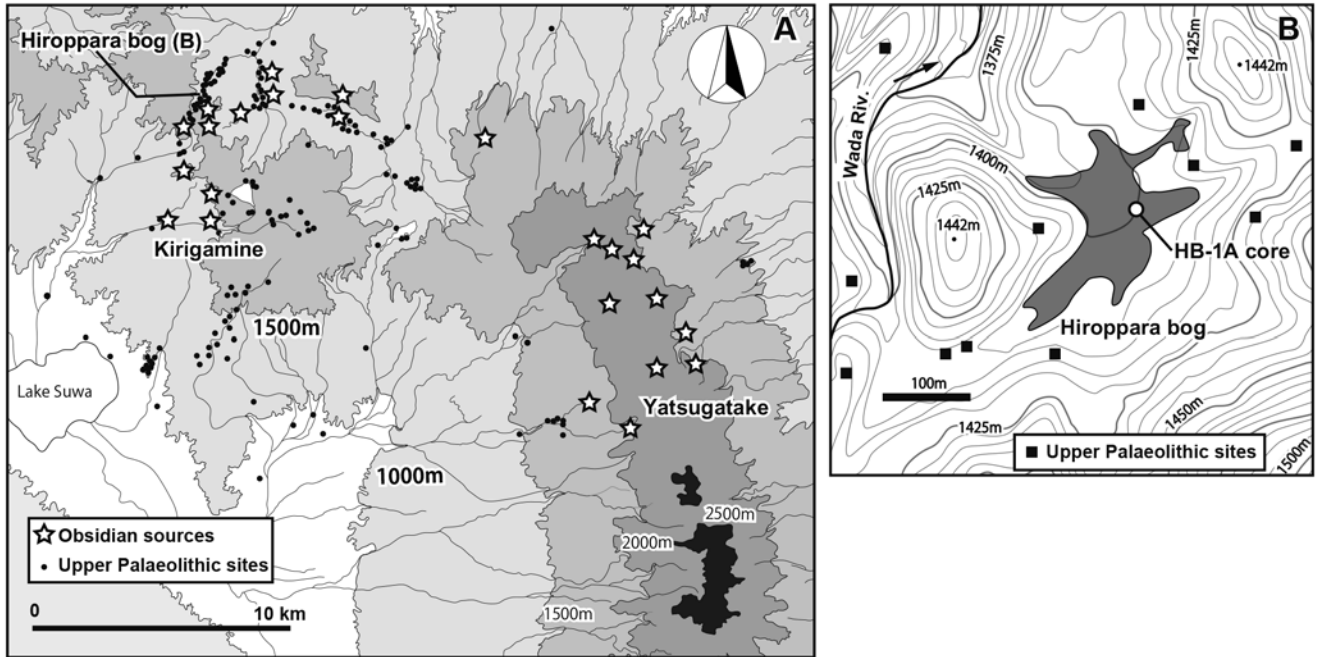 A
Hiroppara bog (B)
Kirigamine
1500m
Lake Suwa
Yatsugatake
1000m
2500m
2000m
1500m
Obsidian sources
Upper Palaeolithic sites
0 10 km
B
1425m
1442m
1375m
Wada Riv.
1400m
1425m
1442m
HB-1A core
Hiroppara bog
100m
1425m
1450m
1500m
Upper Palaeolithic sites